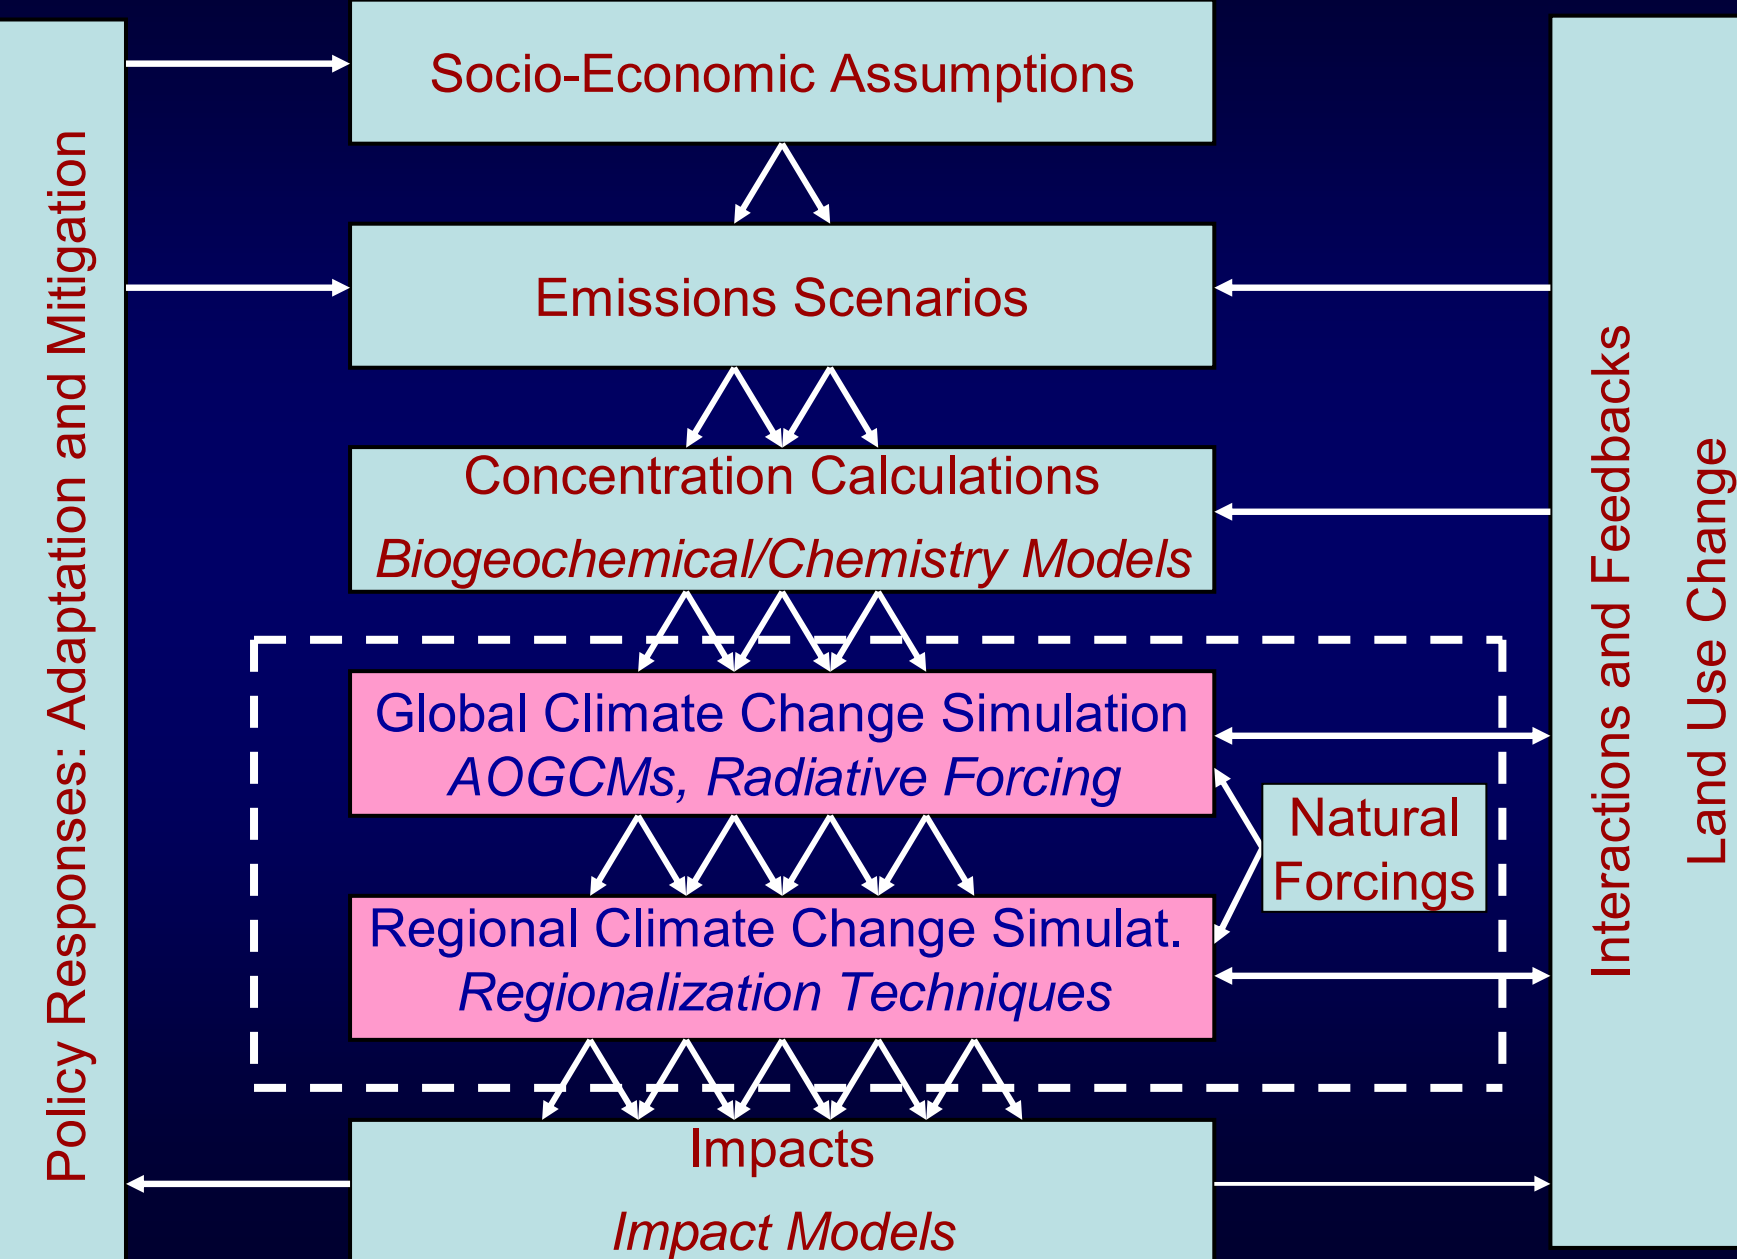 Policy Responses: Adaptation and Mitigation
Socio-Economic Assumptions
Emissions Scenarios
Concentration Calculations
Biogeochemical/Chemistry Models
Global Climate Change Simulation
AOGCMs, Radiative Forcing
Natural
Forcings
Regional Climate Change Simulat.
Regionalization Techniques
Impacts
Impact Models
Interactions and Feedbacks
Land Use Change